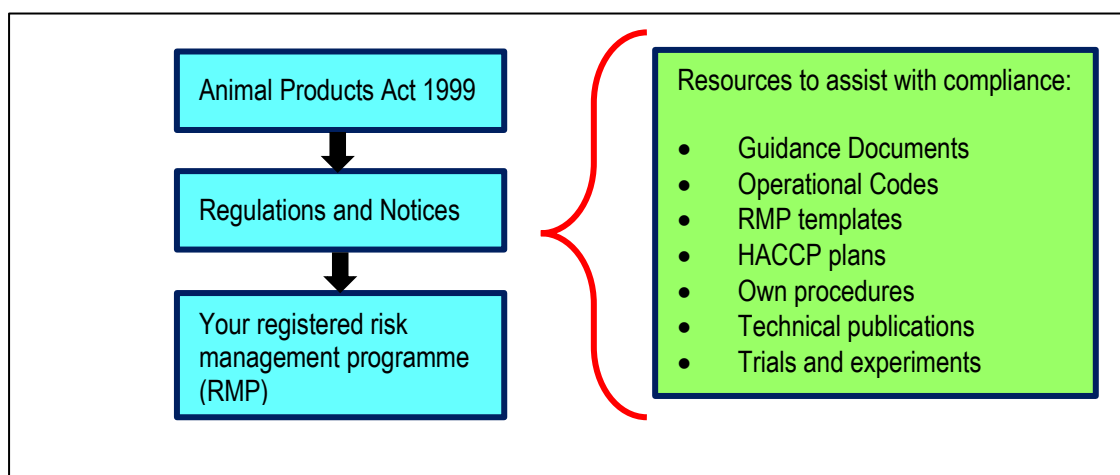 Animal Products Act 1999
Regulations and Notices
Your registered risk
management programme
(RMP)
Resources to assist with compliance:
• Guidance Documents
• Operational Codes
• RMP templates
• HACCP plans
• Own procedures
• Technical publications
• Trials and experiments